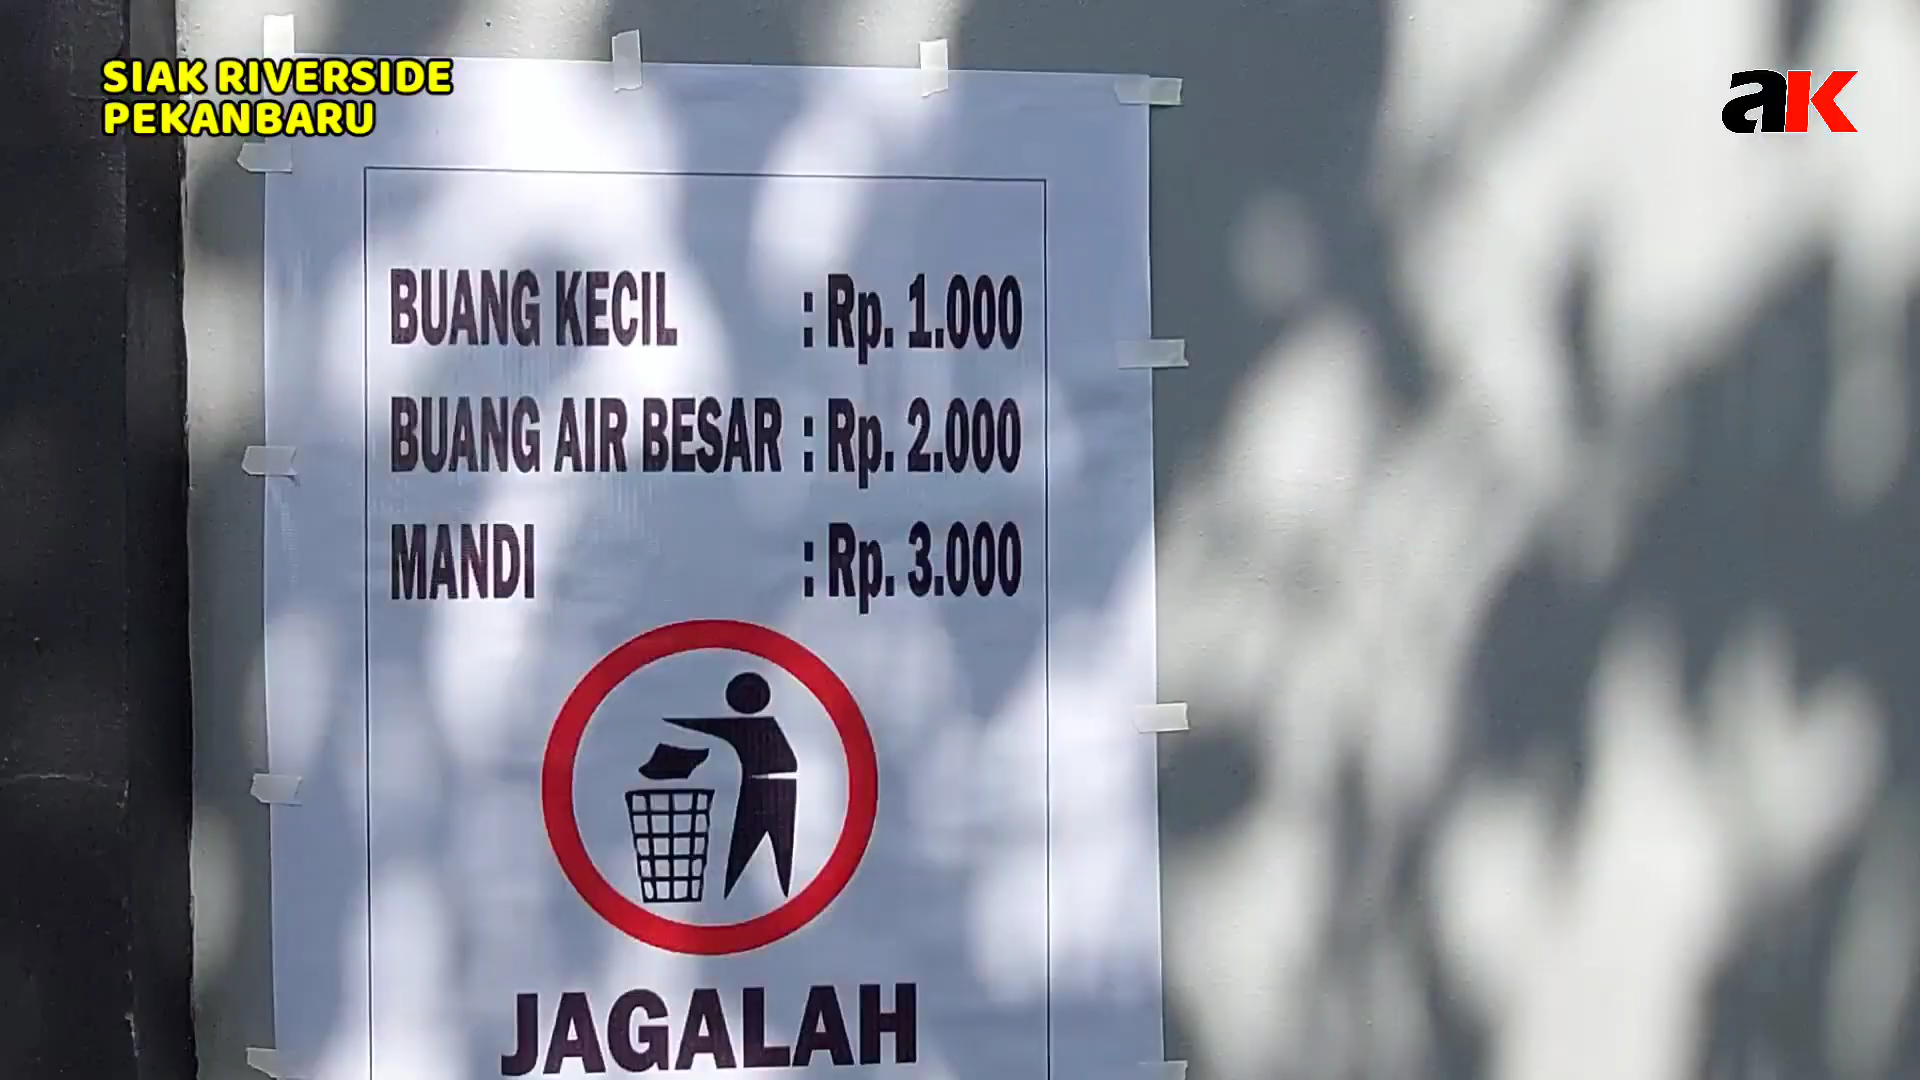 SIAK RIVERSIDE
PEKANBARU
aK
BUANG KECIL : Rp. 1.000
BUANG AIR BESAR : Rp. 2.000
MANDI : Rp. 3.000
JAGALAH